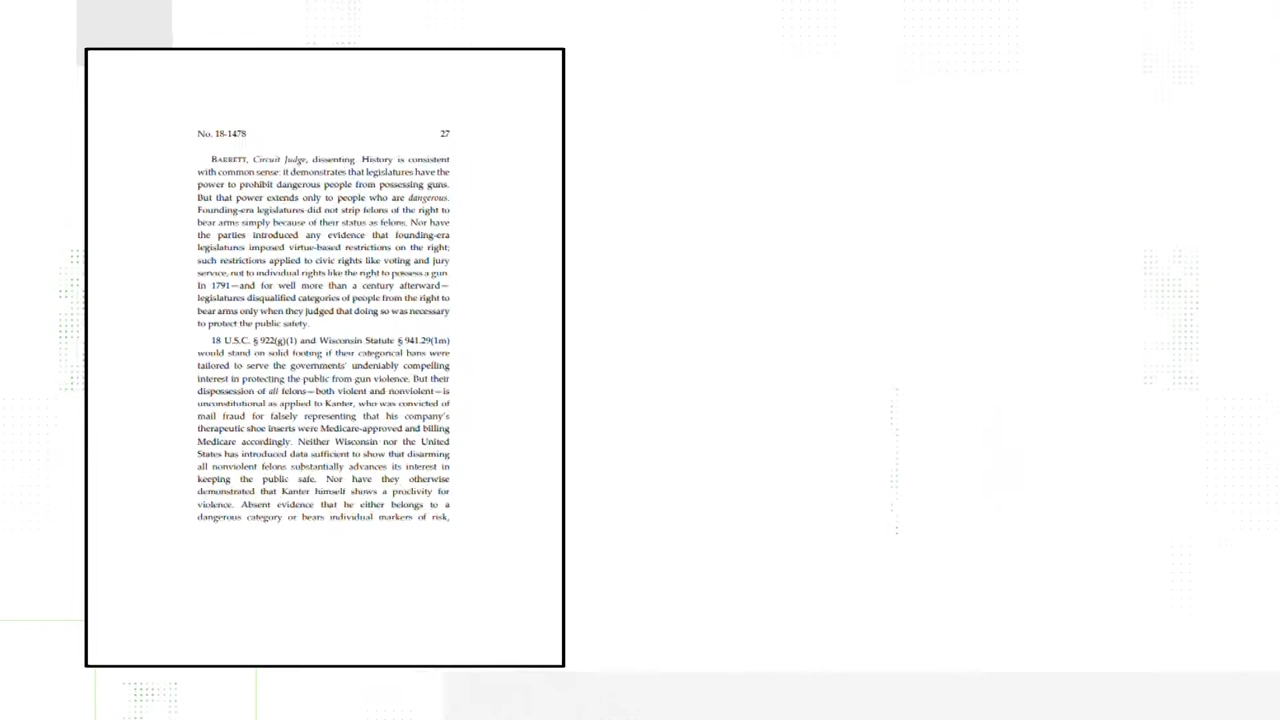 No. 18-1478 27
BARRETT, Circuit Judge, dissenting. History is consistent
with common sense: it demonstrates that legislatures have the
power to prohibit dangerous people from possessing guns.
But that power extends only to people who are dangerous.
Founding-era legislatures did not strip felons of the right to
bear arms simply because of their status as felons. Nor have
the parties introduced any evidence that founding-era
legislatures imposed virtue-based restrictions on the right;
such restrictions applied to civic rights like voting and jury
service, not to individual rights like the right to possess a gun.
In 1791—and for well more than a century afterward—
legislatures disqualified categories of people from the right to
bear arms only when they judged that doing so was necessary
to protect the public safety.
18 U.S.C. § 922(g)(1) and Wisconsin Statute § 941.29(1m)
would stand on solid footing if their categorical bans were
tailored to serve the governments' undeniably compelling
interest in protecting the public from gun violence. But their
dispossession of all felons—both violent and nonviolent—is
unconstitutional as applied to Kanter, who was convicted of
mail fraud for falsely representing that his company's
therapeutic shoe inserts were Medicare-approved and billing
Medicare accordingly. Neither Wisconsin nor the United
States has introduced data sufficient to show that disarming
all nonviolent felons substantially advances its interest in
keeping the public safe. Nor have they otherwise
demonstrated that Kanter himself shows a proclivity for
violence. Absent evidence that he either belongs to a
dangerous category or bears individual markers of risk,